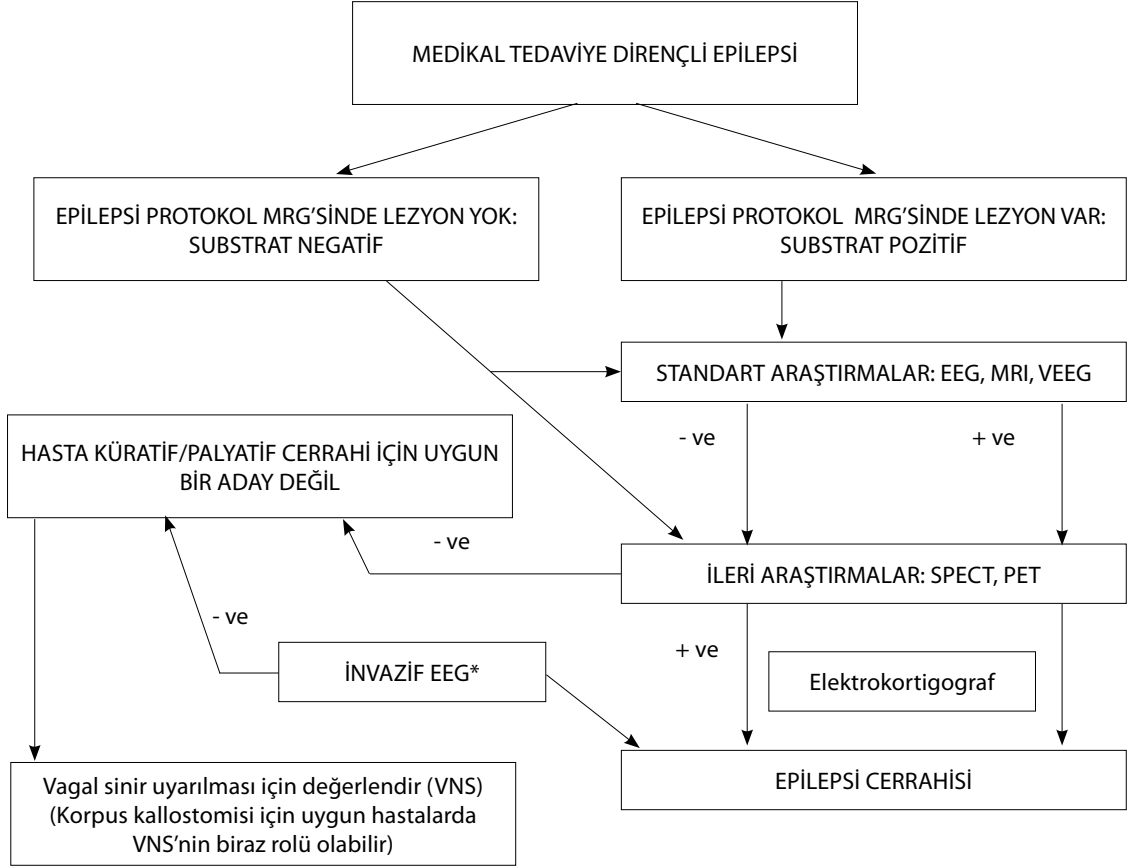 MEDİKAL TEDAVİYE DİRENÇLİ EPİLEPSİ
EPİLEPSİ PROTOKOL MRG'SİNDE LEZYON YOK:
SUBSTRAT NEGATİF
EPİLEPSİ PROTOKOL MRG'SİNDE LEZYON VAR:
SUBSTRAT POZİTİF
STANDART ARAŞTIRMALAR: EEG, MRI, VEEG
- ve
+ ve
HASTA KÜRATİF/PALYATİF CERRAHİ İÇİN UYGUN
BİR ADAY DEĞİL
- ve
İLERİ ARAŞTIRMALAR: SPECT, PET
- ve
İNVAZİF EEG*
+ ve
Elektrokortigograf
EPİLEPSİ CERRAHİSİ
Vagal sinir uyarılması için değerlendir (VNS)
(Korpus kallostomisi için uygun hastalarda
VNS'nin biraz rolü olabilir)